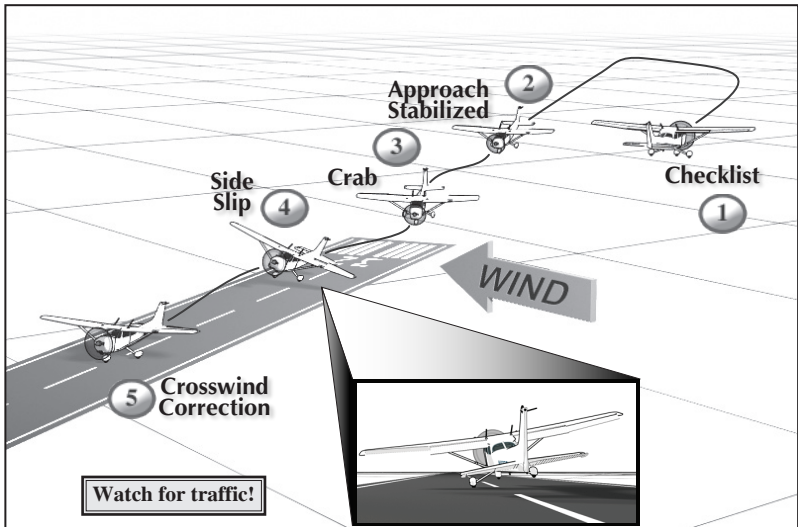 Approach
Stabilized
2
3
Crab
Checklist
1
Side
Slip
4
WIND
5
Crosswind
Correction
Watch for traffic!